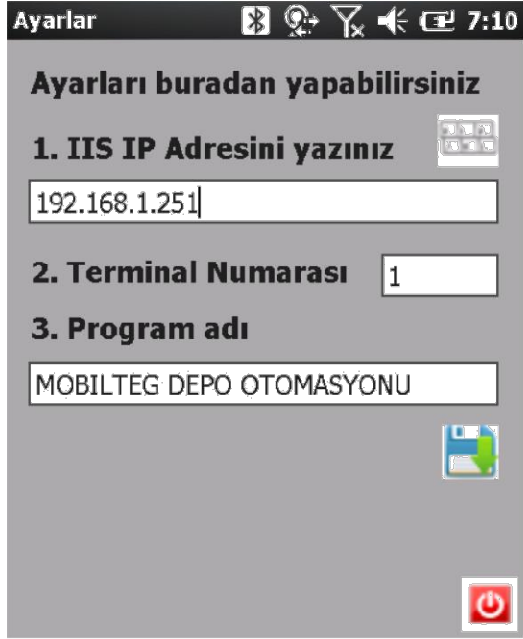 Ayarlar 7:10
Ayarları buradan yapabilirsiniz
1. IIS IP Adresini yazınız
192.168.1.251
2. Terminal Numarası 1
3. Program adı
MOBILTEG DEPO OTOMASYONU